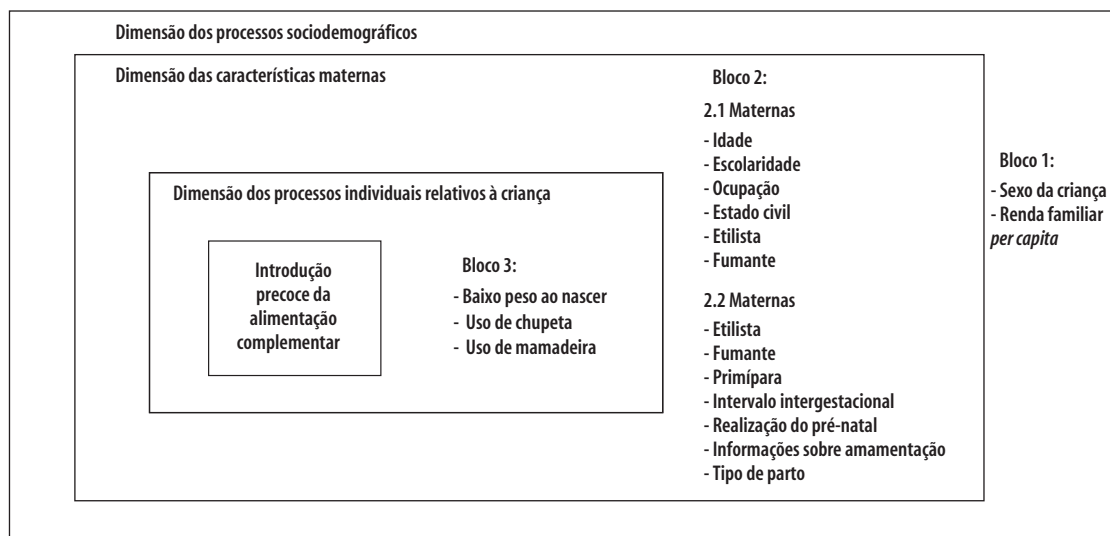 Dimensão dos processos sociodemográficos
Dimensão das características maternas
Dimensão dos processos individuais relativos à criança
Introdução
precoce da
alimentação
complementar
Bloco 3:
- Baixo peso ao nascer
- Uso de chupeta
- Uso de mamadeira
Bloco 2:
2.1 Maternas
- Idade
- Escolaridade
- Ocupação
- Estado civil
- Etilista
- Fumante
2.2 Maternas
- Etilista
- Fumante
- Primípara
- Intervalo intergestacional
- Realização do pré-natal
- Informações sobre amamentação
- Tipo de parto
Bloco 1:
- Sexo da criança
- Renda familiar
per capita